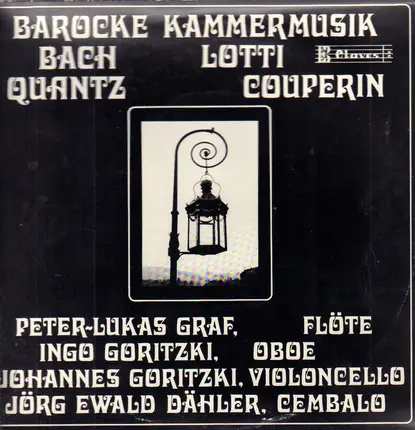 BAROCKE KAMMERMUSIK
BACH LOTTI Claves
QUANTZ COUPERIN
PETER-LUKAS GRAF, FLÖTE
INGO GORITZKI, OBOE
JOHANNES GORITZKI, VIOLONCELLO
JÖRG EWALD DÄHLER, CEMBALO